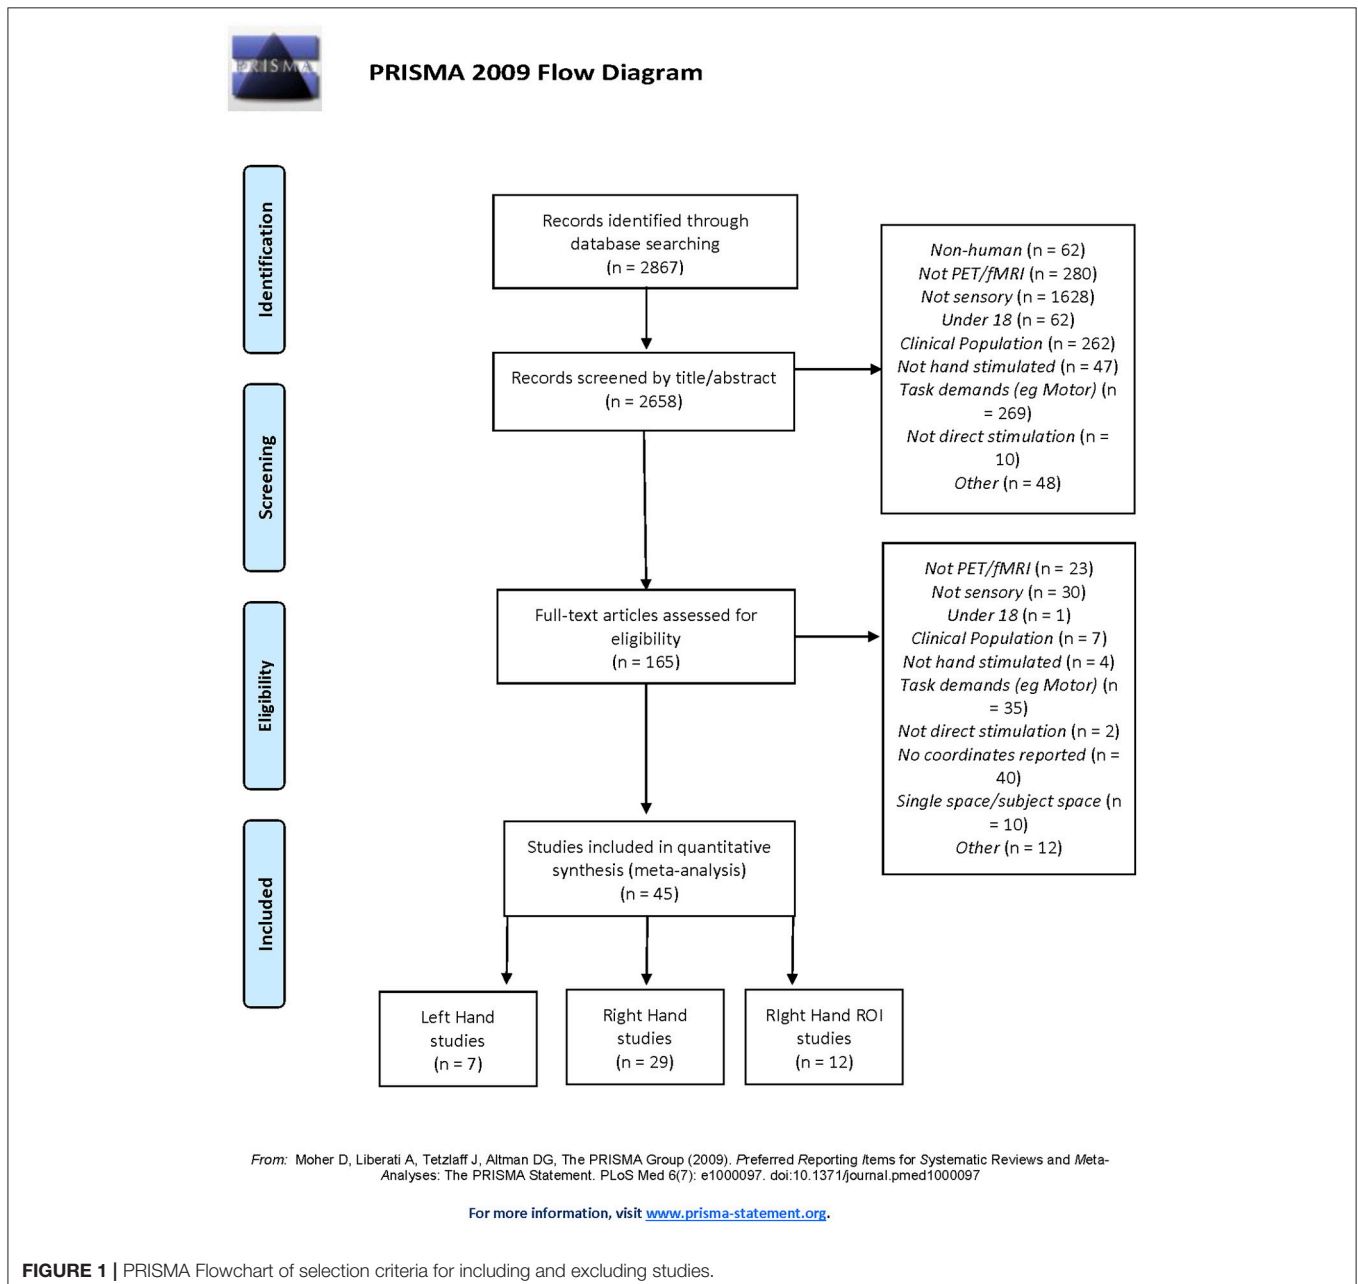 PRISMA
PRISMA 2009 Flow Diagram
Identification
Screening
Eligibility
Included
Records identified through
database searching
(n = 2867)
Records screened by title/abstract
(n = 2658)
Non-human (n = 62)
Not PET/fMRI (n = 280)
Not sensory (n = 1628)
Under 18 (n = 62)
Clinical Population (n = 262)
Not hand stimulated (n = 47)
Task demands (eg Motor) (n
= 269)
Not direct stimulation (n =
10)
Other (n = 48)
Full-text articles assessed for
eligibility
(n = 165)
Not PET/fMRI (n = 23)
Not sensory (n = 30)
Under 18 (n = 1)
Clinical Population (n = 7)
Not hand stimulated (n = 4)
Task demands (eg Motor) (n
= 35)
Not direct stimulation (n = 2)
No coordinates reported (n =
40)
Single space/subject space (n
= 10)
Other (n = 12)
Studies included in quantitative
synthesis (meta-analysis)
(n = 45)
Left Hand
studies
(n = 7)
Right Hand
studies
(n = 29)
RIght Hand ROI
studies
(n = 12)
From: Moher D, Liberati A, Tetzlaff J, Altman DG, The PRISMA Group (2009). Preferred Reporting Items for Systematic Reviews and Meta-
Analyses: The PRISMA Statement. PLoS Med 6(7): e1000097. doi:10.1371/journal.pmed1000097
For more information, visit www.prisma-statement.org.
FIGURE 1 | PRISMA Flowchart of selection criteria for including and excluding studies.